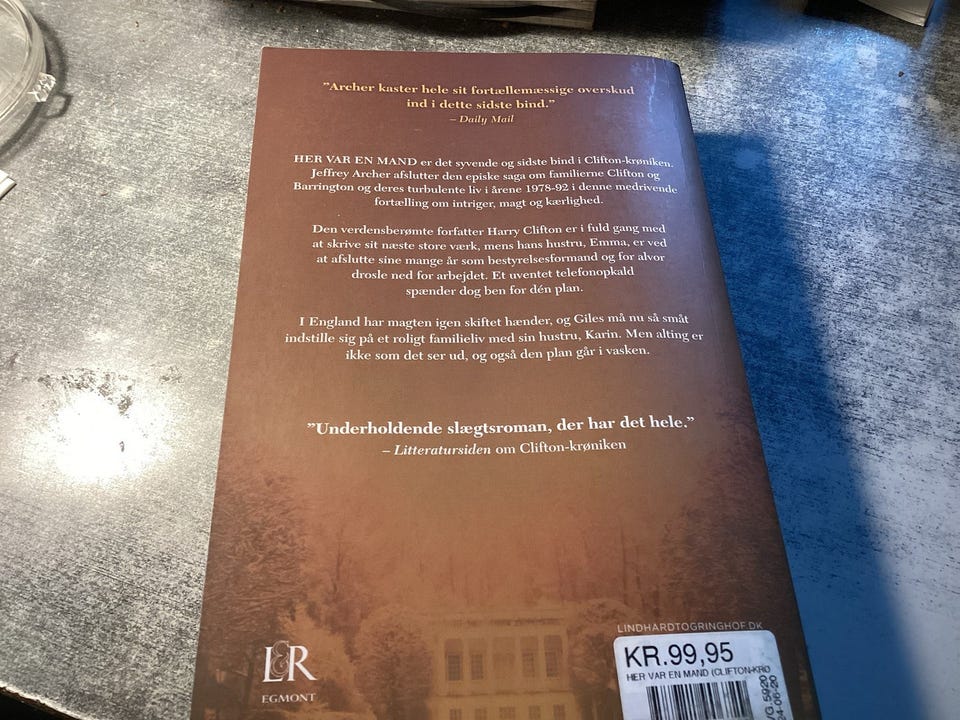 ”Archer kaster hele sit fortællemæssige overskud
ind i dette sidste bind.”
– Daily Mail
HER VAR EN MAND er det syvende og sidste bind i Clifton-krøniken.
Jeffrey Archer afslutter den episke saga om familierne Clifton og
Barrington og deres turbulente liv i årene 1978-92 i denne medrivende
fortælling om intriger, magt og kærlighed.
Den verdensberømte forfatter Harry Clifton er i fuld gang med
at skrive sit næste store værk, mens hans hustru, Emma, er ved
at afslutte sine mange år som bestyrelsesformand og for alvor
drosle ned for arbejdet. Et uventet telefonopkald
spænder dog ben for dén plan.
I England har magten igen skiftet hænder, og Giles må nu så småt
indstille sig på et roligt familieliv med sin hustru, Karin. Men alting er
ikke som det ser ud, og også den plan går i vasken.
”Underholdende slægtsroman, der har det hele.”
– Litteratursiden om Clifton-krøniken
LINDHARDTOGRINGHOF.DK
L&R
EGMONT
KR.99,95
HER VAR EN MAND (CLIFTON-KRØ